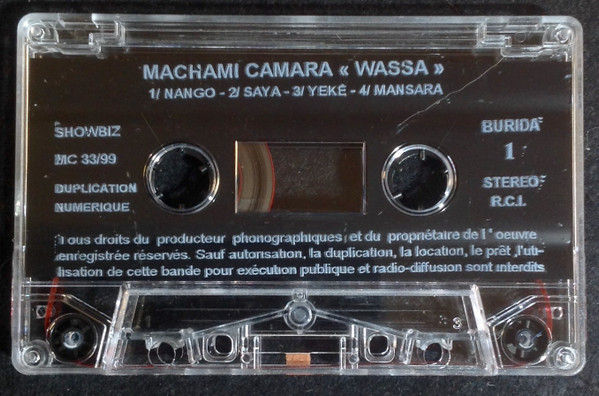 MACHAMI CAMARA « WASSA »
1/ NANGO - 2/ SAYA - 3/ YEKÉ - 4/ MANSARA
SHOWBIZ
BURIDA
MC 33/99
1
DUPLICATION
NUMERIQUE
STEREO
R.C.I.
Tous droits du producteur phonographiques et du propriétaire de l'' oeuvre
enregistrée réservés. Sauf autorisation, la duplication, la location, le prêt ,l'uti-
lisation de cette bande pour exécution publique et radio-diffusion sont interdits